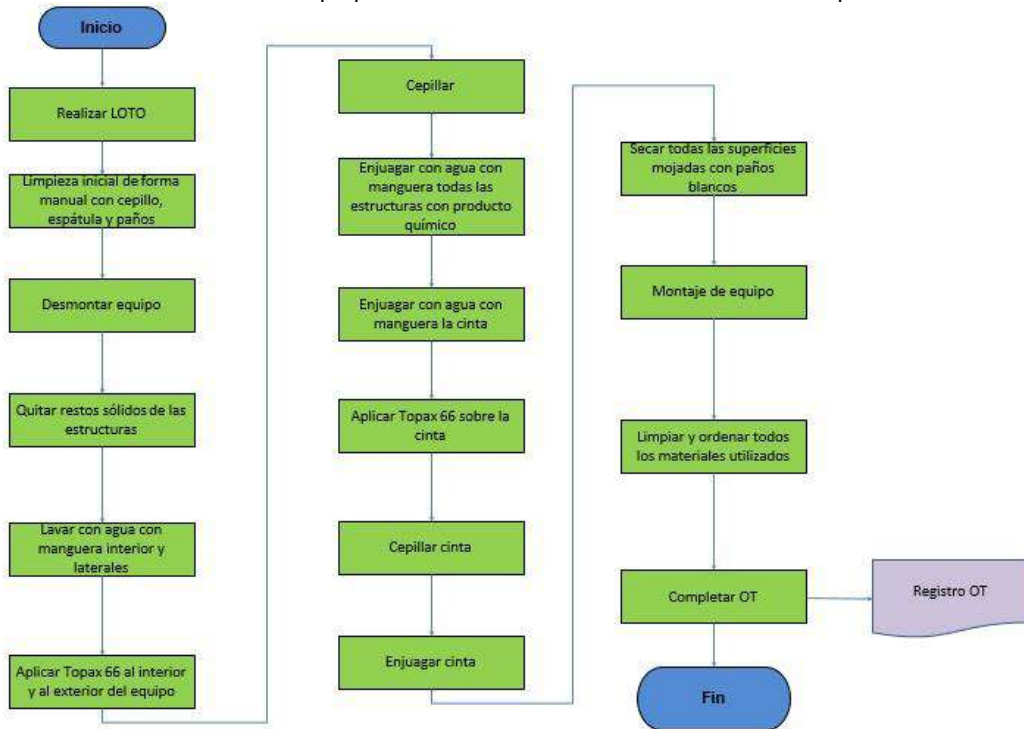 Inicio
Realizar LOTO
Limpieza inicial de forma
manual con cepillo,
espátula y paños
Desmontar equipo
Quitar restos sólidos de las
estructuras
Lavar con agua con
manguera interior y
laterales
Aplicar Topax 66 al interior
y al exterior del equipo
Cepillar
Enjuagar con agua con
manguera todas las
estructuras con producto
químico
Enjuagar con agua con
manguera la cinta
Aplicar Topax 66 sobre la
cinta
Cepillar cinta
Enjuagar cinta
Secar todas las superficies
mojadas con paños
blancos
Montaje de equipo
Limpiar y ordenar todos
los materiales utilizados
Completar OT
Registro OT
Fin